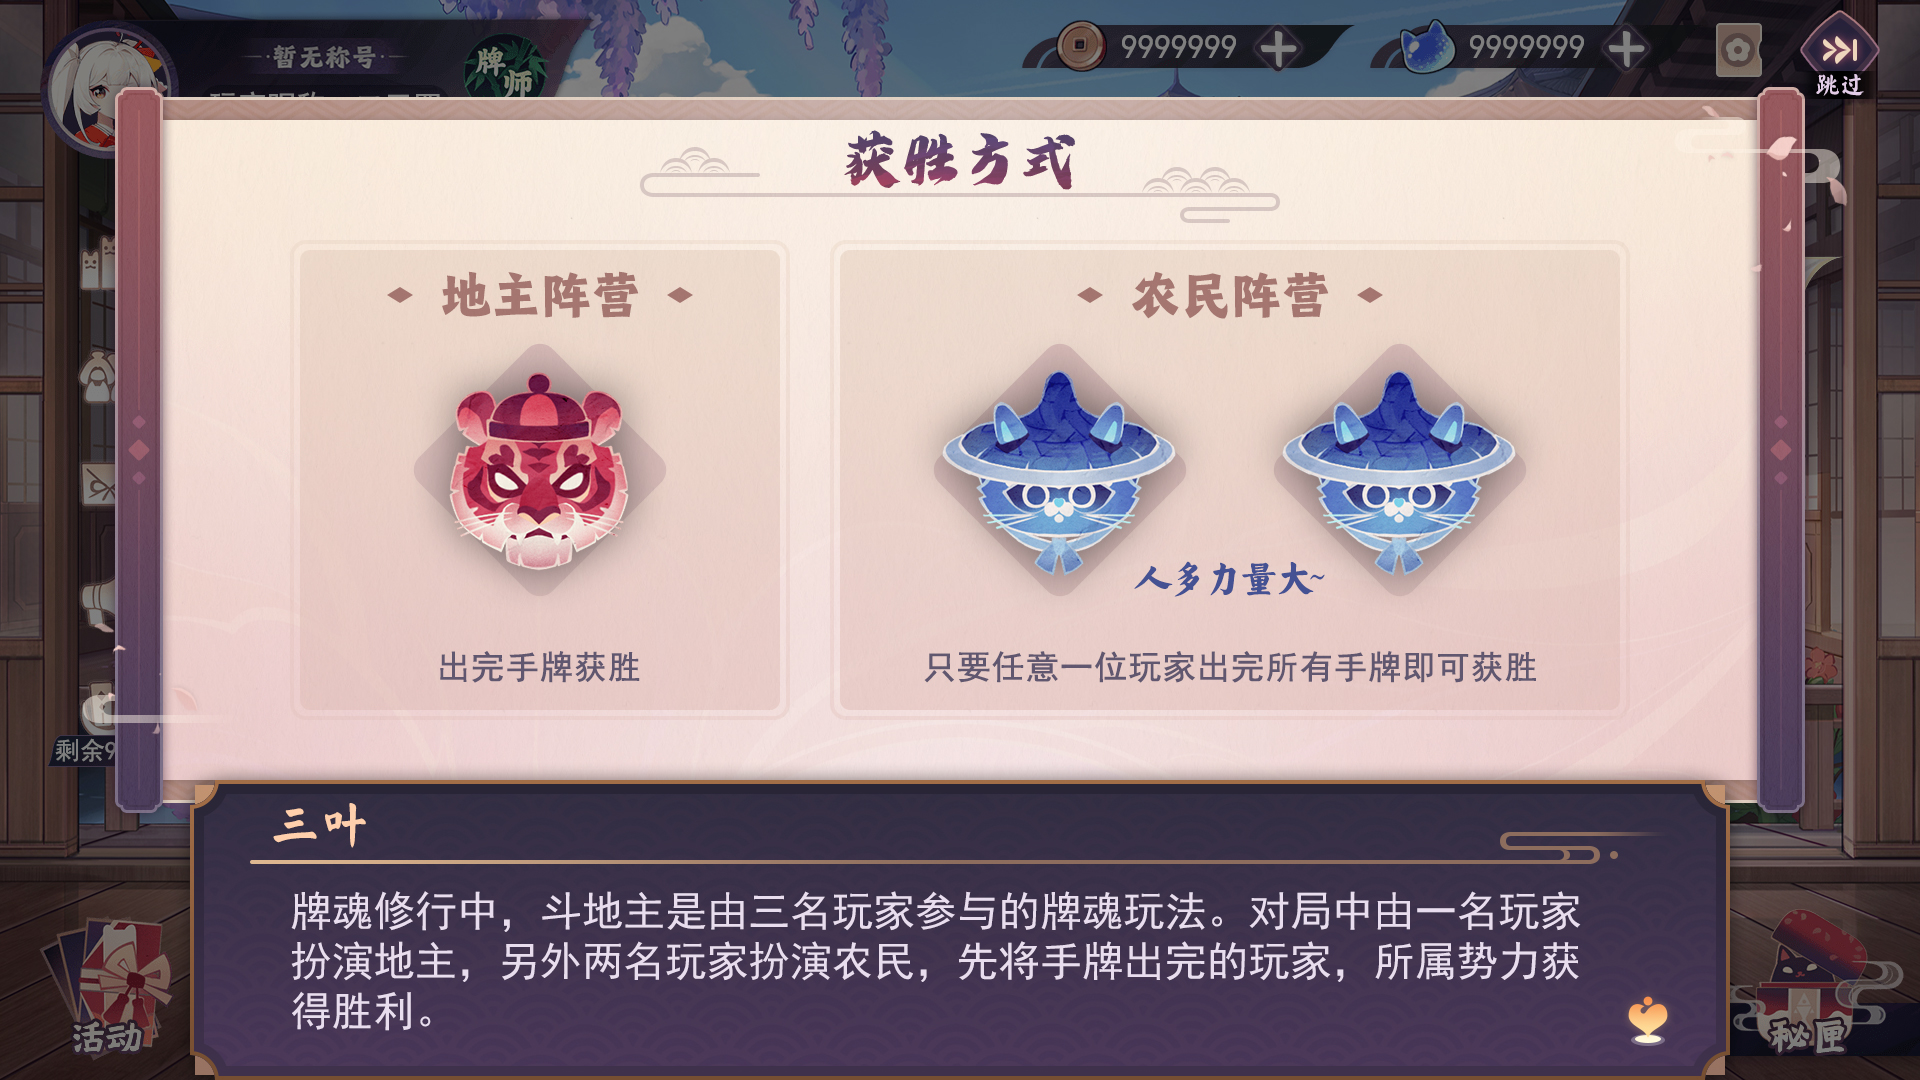 暂无称号
牌师
9999999
9999999
跳过
获胜方式
地主阵营
农民阵营
人多力量大~
出完手牌获胜
只要任意一位玩家出完所有手牌即可获胜
剩余9
三叶
牌魂修行中，斗地主是由三名玩家参与的牌魂玩法。对局中由一名玩家
扮演地主，另外两名玩家扮演农民，先将手牌出完的玩家，所属势力获
得胜利。
活动
秘匣